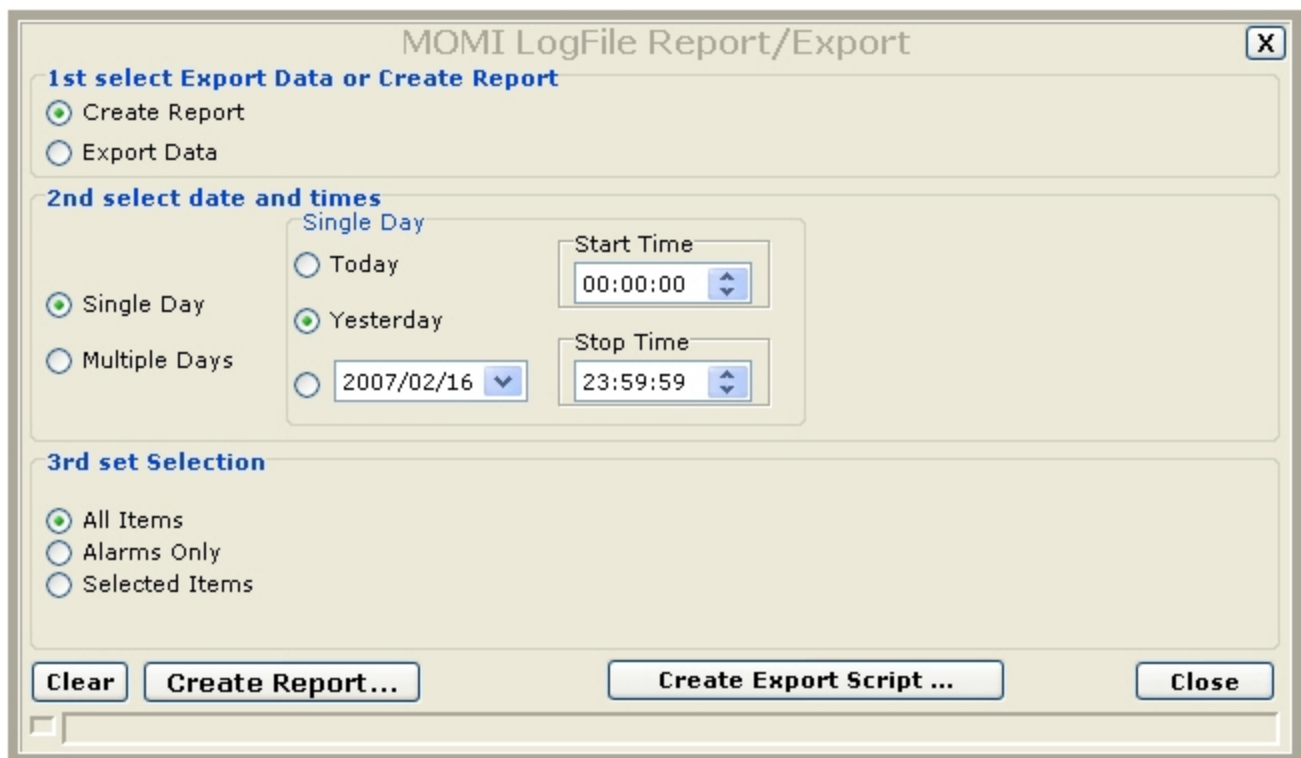 MOMI LogFile Report/Export
X
1st select Export Data or Create Report
Create Report
Export Data
2nd select date and times
Single Day
Multiple Days
Single Day
Today
Yesterday
2007/02/16
Start Time
00:00:00
Stop Time
23:59:59
3rd set Selection
All Items
Alarms Only
Selected Items
Clear
Create Report...
Create Export Script ...
Close